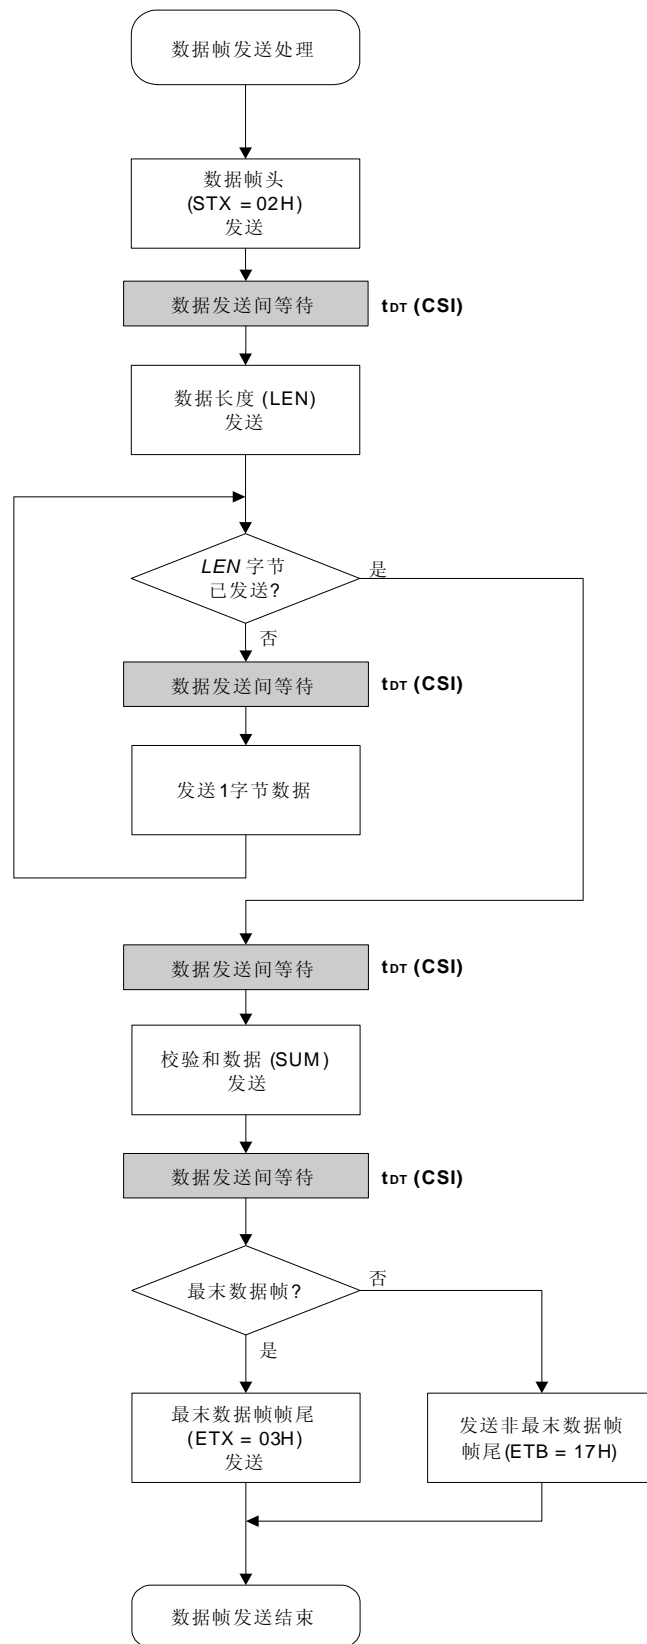 数据帧发送处理
数据帧头
(STX = 02H)
发送
数据发送间等待
tDT (CSI)
数据长度 (LEN)
发送
LEN 字节
已发送?
是
否
数据发送间等待
tDT (CSI)
发送1字节数据
数据发送间等待
tDT (CSI)
校验和数据 (SUM)
发送
数据发送间等待
tDT (CSI)
最末数据帧?
否
是
最末数据帧帧尾
(ETX = 03H)
发送
发送非最末数据帧
帧尾(ETB = 17H)
数据帧发送结束